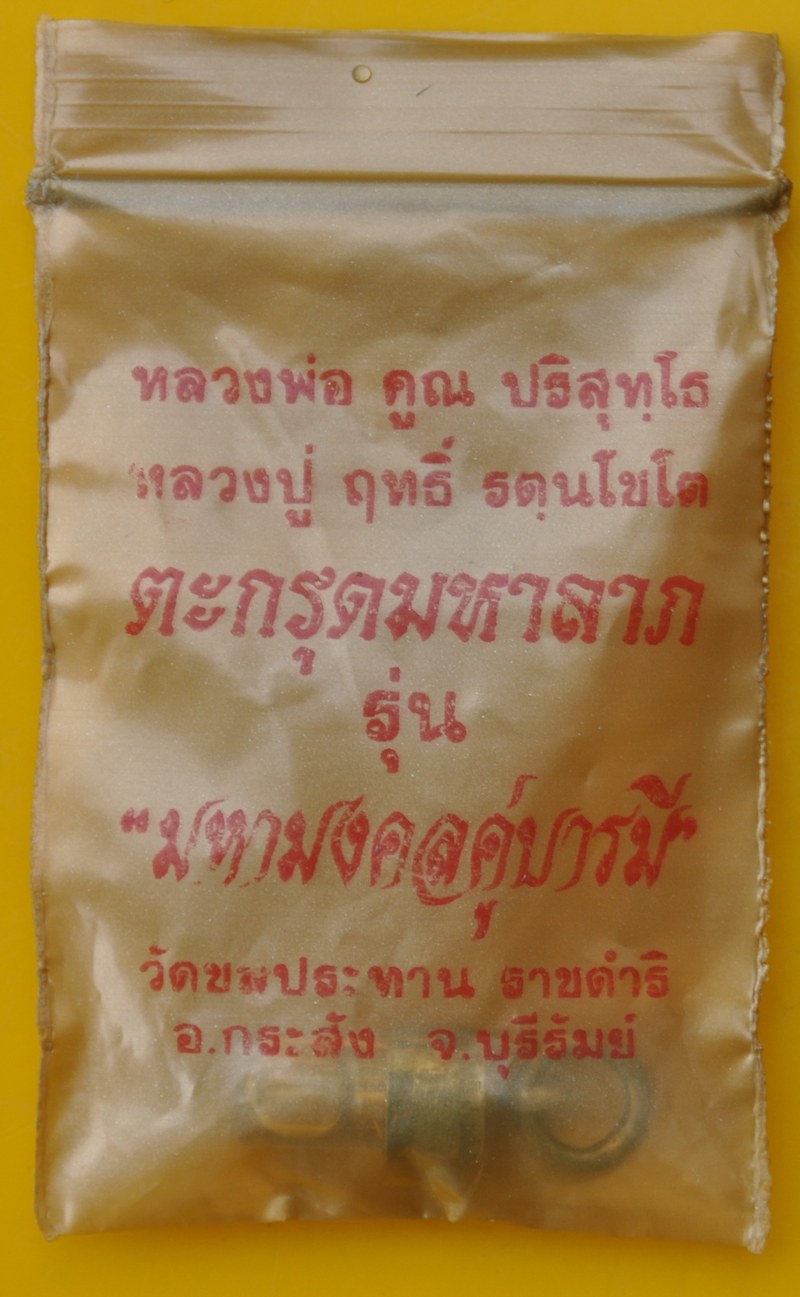 หลวงพ่อ คูณ ปริสุทฺโธ
หลวงปู่ ฤทธิ์ รตนโชโต
ตะกรุดมหาลาภ
รุ่น
"มหามงคลคู่บารมี"
วัดชลประทาน ราชดำริ
อ.กระสัง จ.บุรีรัมย์